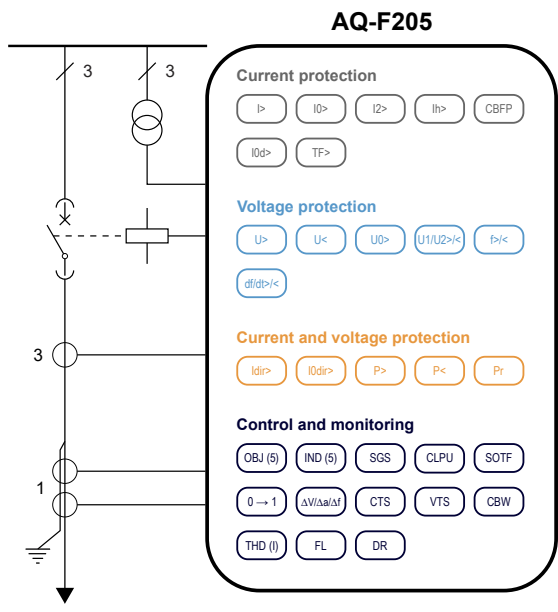 AQ-F205
3 3
Current protection
I> I0> I2> Ih> CBFP
I0d> TF>
Voltage protection
U> U< U0> U1/U2>/< f>/<
df/dt>/<
Current and voltage protection
3
Idir> I0dir> P> P< Pr
Control and monitoring
OBJ (5) IND (5) SGS CLPU SOTF
1
0 → 1 ΔV/Δa/Δf CTS VTS CBW
THD (I) FL DR